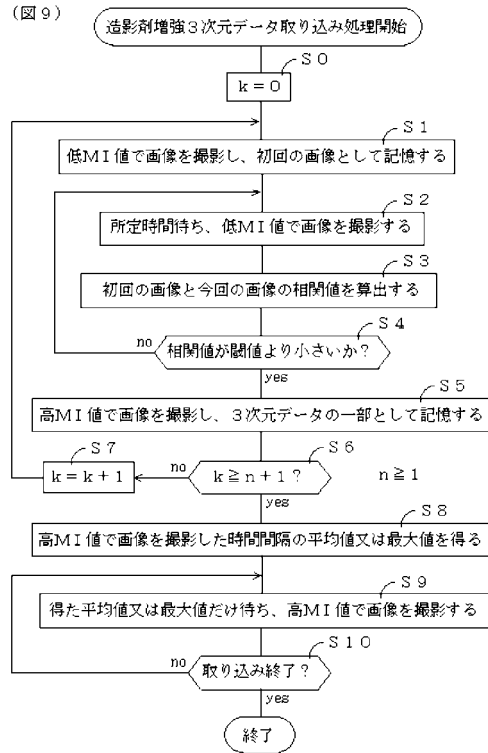 （図９）
造影剤増強３次元データ取り込み処理開始
Ｓ０
ｋ＝０
Ｓ１
低ＭＩ値で画像を撮影し、初回の画像として記憶する
Ｓ２
所定時間待ち、低ＭＩ値で画像を撮影する
Ｓ３
初回の画像と今回の画像の相関値を算出する
Ｓ４
no
相関値が閾値より小さいか？
yes
Ｓ５
高ＭＩ値で画像を撮影し、３次元データの一部として記憶する
Ｓ７
Ｓ６
ｋ＝ｋ＋１
no
ｋ≧ｎ＋１？
ｎ≧１
yes
Ｓ８
高ＭＩ値で画像を撮影した時間間隔の平均値又は最大値を得る
Ｓ９
得た平均値又は最大値だけ待ち、高ＭＩ値で画像を撮影する
Ｓ１０
no
取り込み終了？
yes
終了